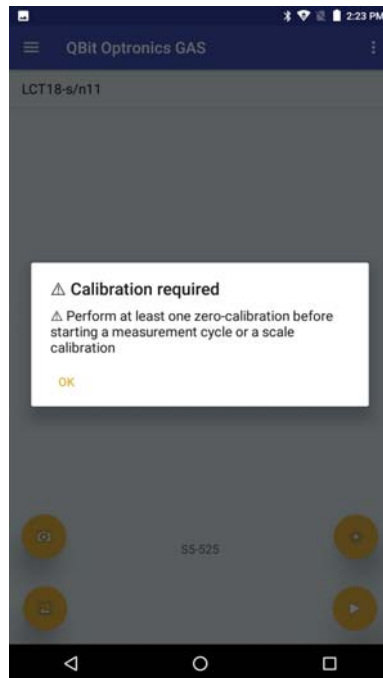 2:23 PM
QBit Optronics GAS
LCT18-s/n11
⚠ Calibration required
⚠ Perform at least one zero-calibration before
starting a measurement cycle or a scale
calibration
OK
S5-525